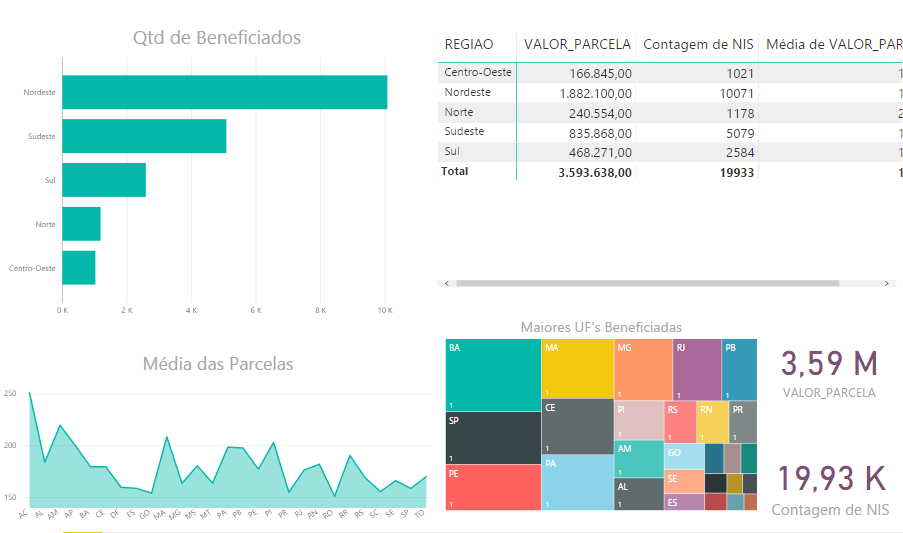 Qtd de Beneficiados
Nordeste
Sudeste
Sul
Norte
Centro-Oeste
0 K 2 K 4 K 6 K 8 K 10 K
REGIAO VALOR_PARCELA Contagem de NIS Média de VALOR_PAR
Centro-Oeste 166.845,00 1021 1
Nordeste 1.882.100,00 10071 1
Norte 240.554,00 1178 2
Sudeste 835.868,00 5079 1
Sul 468.271,00 2584 1
Total 3.593.638,00 19933 1
Média das Parcelas
250
200
150
AC AL AM AP BA CE DF ES GO MA MG MS MT PA PB PE PI PR RJ RN RO RR RS SC SE SP TO
Maiores UF's Beneficiadas
BA MA MG RJ PB
1 1 1 1 1
SP CE PI RS RN PR
1 1 1 1 1 1
PE PA AM GO
1 1 1
AL SE
1
ES
3,59 M
VALOR_PARCELA
19,93 K
Contagem de NIS